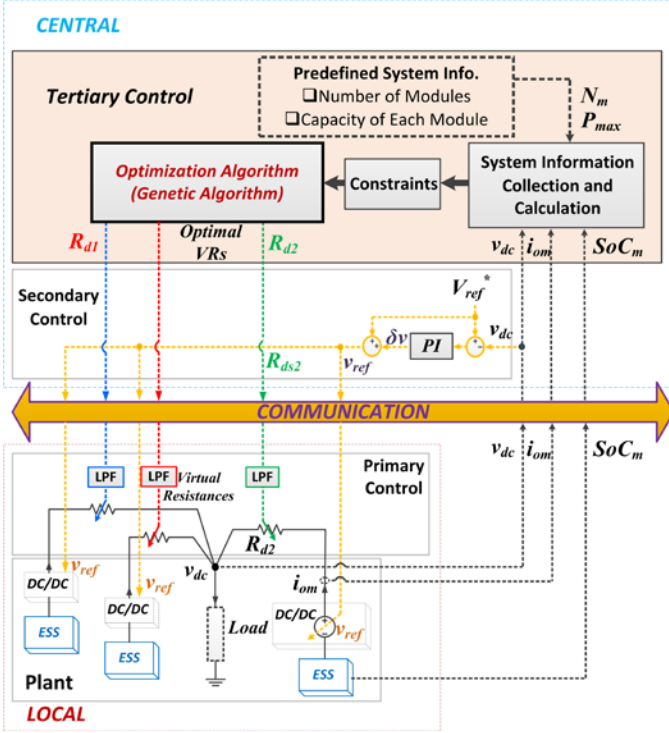 CENTRAL
Predefined System Info.
❑Number of Modules
❑Capacity of Each Module
Tertiary Control
N_m
P_max
Optimization Algorithm
(Genetic Algorithm)
Constraints
System Information
Collection and
Calculation
R_d1
Optimal
VRs
R_d2
v_dc
i_om
SoC_m
Secondary
Control
V_ref*
v_dc
δv
PI
+
+
+
-
v_ref
R_ds2
COMMUNICATION
v_dc
i_om
SoC_m
Primary
Control
LPF
LPF
LPF
Virtual
Resistances
R_d2
v_dc
v_ref
v_ref
i_om
DC/DC
DC/DC
DC/DC
+
-
v_ref
Load
ESS
ESS
ESS
Plant
LOCAL